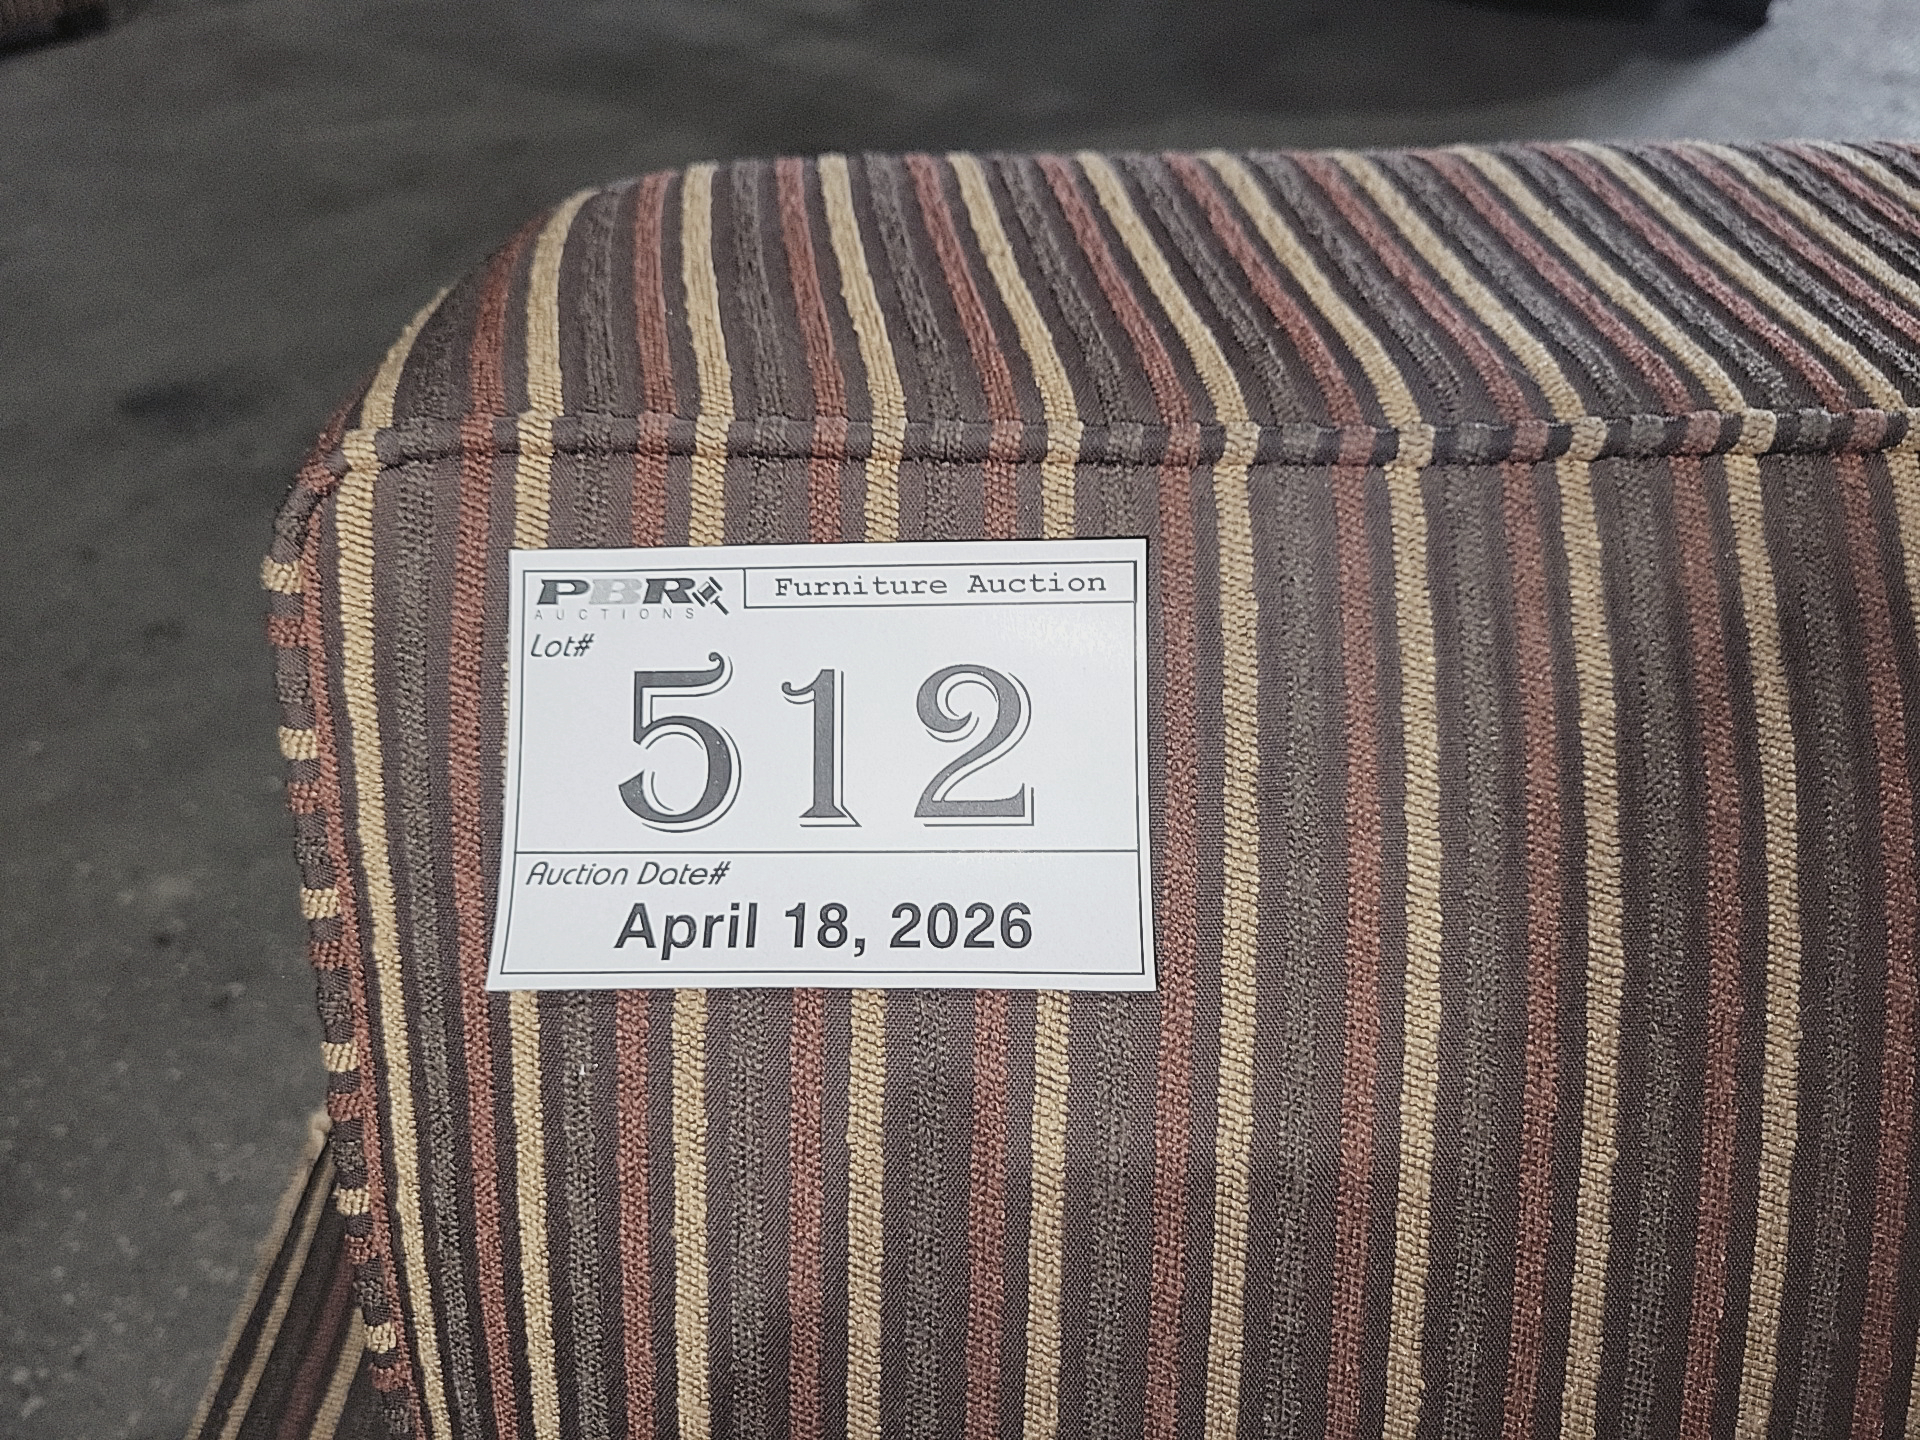 PBR
AUCTIONS
Furniture Auction
Lot#
512
Auction Date#
April 18, 2026